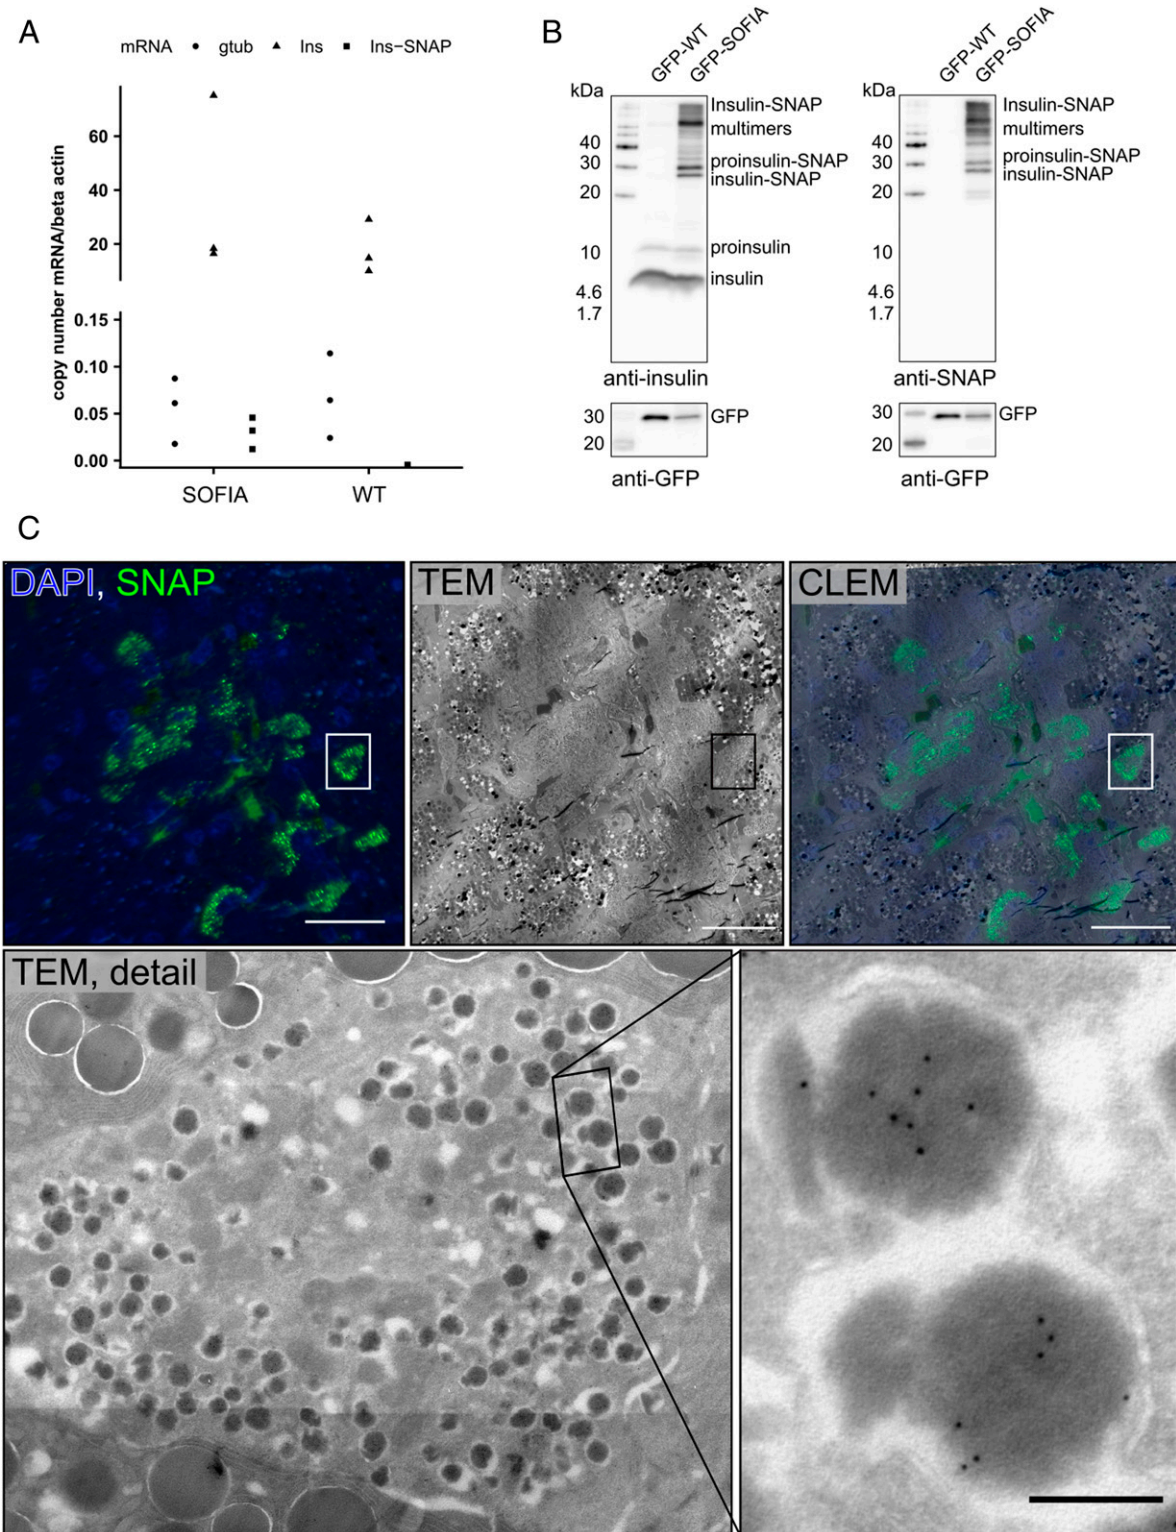 A
mRNA ● gtub ▲ Ins ■ Ins−SNAP
copy number mRNA/beta actin
60
40
20
0.15
0.10
0.05
0.00
SOFIA WT
B
GFP-WT
GFP-SOFIA
kDa
40
30
20
10
4.6
1.7
Insulin-SNAP
multimers
proinsulin-SNAP
insulin-SNAP
proinsulin
insulin
anti-insulin
30
20
GFP
anti-GFP
GFP-WT
GFP-SOFIA
kDa
40
30
20
10
4.6
1.7
Insulin-SNAP
multimers
proinsulin-SNAP
insulin-SNAP
anti-SNAP
30
20
GFP
anti-GFP
C
DAPI, SNAP
TEM
CLEM
TEM, detail